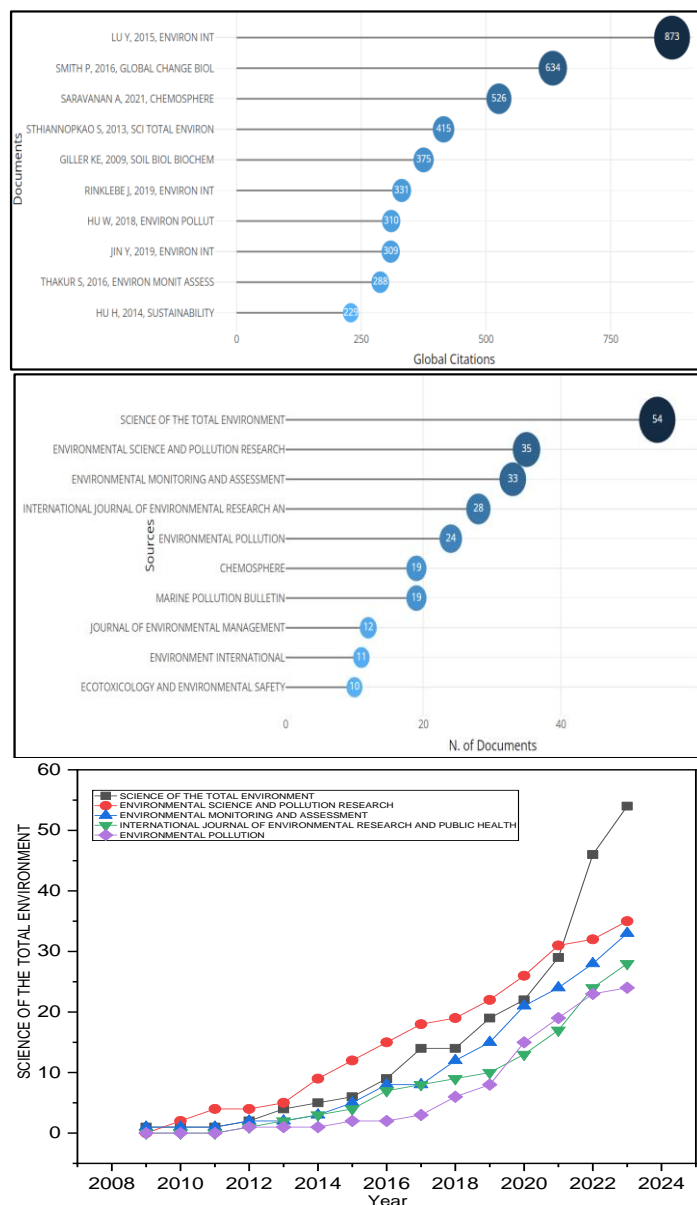 LU Y, 2015, ENVIRON INT
873
SMITH P, 2016, GLOBAL CHANGE BIOL
634
SARAVANAN A, 2021, CHEMOSPHERE
526
STHIANNOPKAO S, 2013, SCI TOTAL ENVIRON
415
GILLER KE, 2009, SOIL BIOL BIOCHEM
375
RINKLEBE J, 2019, ENVIRON INT
331
HU W, 2018, ENVIRON POLLUT
310
JIN Y, 2019, ENVIRON INT
309
THAKUR S, 2016, ENVIRON MONIT ASSESS
288
HU H, 2014, SUSTAINABILITY
229
Documents
0 250 500 750
Global Citations
SCIENCE OF THE TOTAL ENVIRONMENT
54
ENVIRONMENTAL SCIENCE AND POLLUTION RESEARCH
35
ENVIRONMENTAL MONITORING AND ASSESSMENT
33
INTERNATIONAL JOURNAL OF ENVIRONMENTAL RESEARCH AN
28
ENVIRONMENTAL POLLUTION
24
CHEMOSPHERE
19
MARINE POLLUTION BULLETIN
19
JOURNAL OF ENVIRONMENTAL MANAGEMENT
12
ENVIRONMENT INTERNATIONAL
11
ECOTOXICOLOGY AND ENVIRONMENTAL SAFETY
10
Sources
0 20 40
N. of Documents
SCIENCE OF THE TOTAL ENVIRONMENT
ENVIRONMENTAL SCIENCE AND POLLUTION RESEARCH
ENVIRONMENTAL MONITORING AND ASSESSMENT
INTERNATIONAL JOURNAL OF ENVIRONMENTAL RESEARCH AND PUBLIC HEALTH
ENVIRONMENTAL POLLUTION
SCIENCE OF THE TOTAL ENVIRONMENT
60
50
40
30
20
10
0
2008 2010 2012 2014 2016 2018 2020 2022 2024
Year